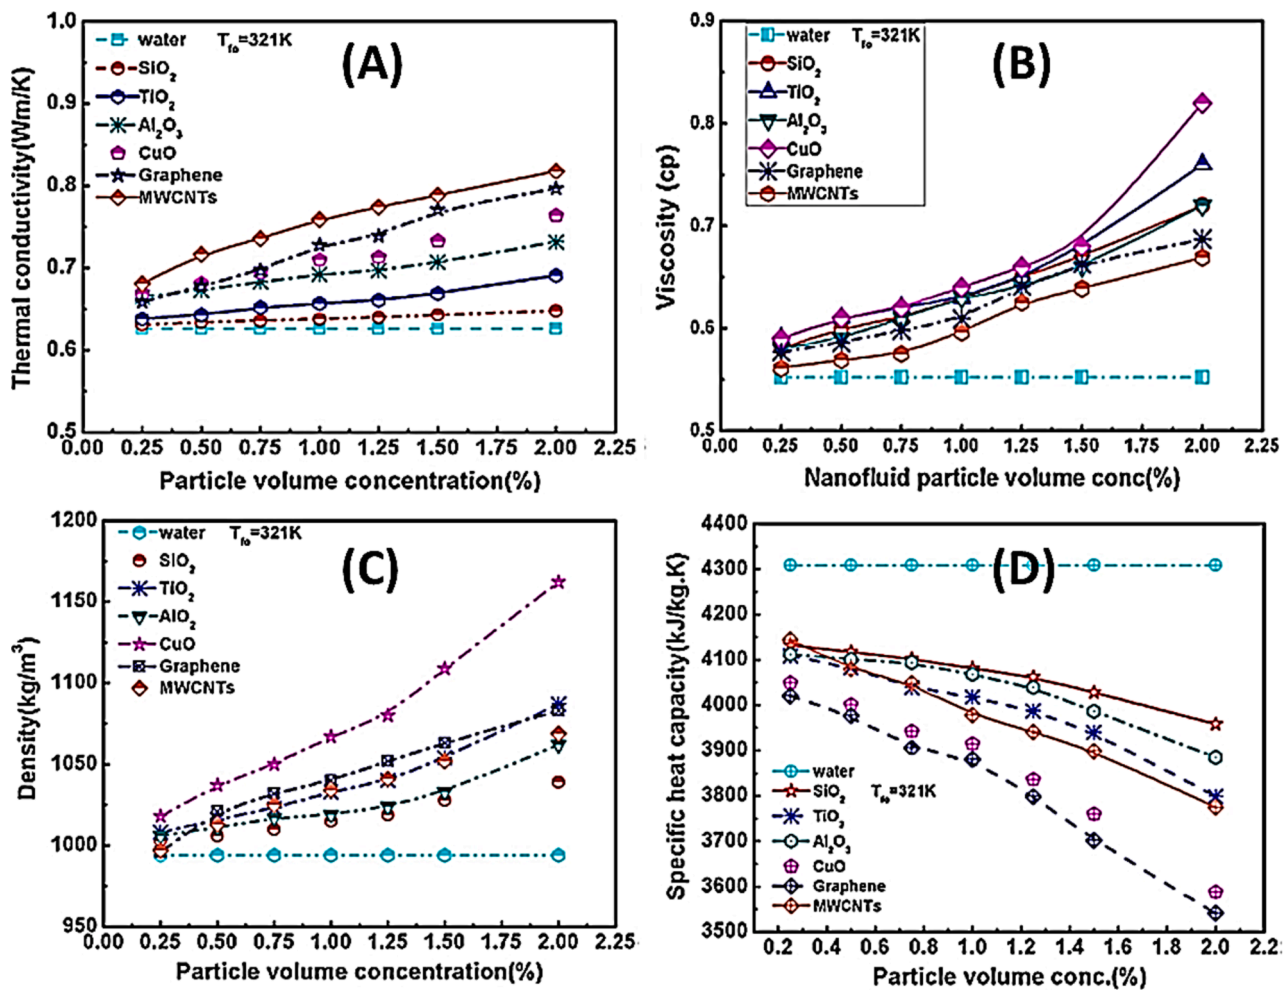 Thermal conductivity(Wm/K)
1.0
0.9
0.8
0.7
0.6
0.5
water T_fo=321K
SiO₂
TiO₂
Al₂O₃
CuO
Graphene
MWCNTs
(A)
0.00 0.25 0.50 0.75 1.00 1.25 1.50 1.75 2.00 2.25
Particle volume concentration(%)
Viscosity (cp)
0.9
0.8
0.7
0.6
0.5
water T_fo=321K
SiO₂
TiO₂
Al₂O₃
CuO
Graphene
MWCNTs
(B)
0.00 0.25 0.50 0.75 1.00 1.25 1.50 1.75 2.00 2.25
Nanofluid particle volume conc(%)
Density(kg/m³)
1200
1150
1100
1050
1000
950
water T_fo=321K
SiO₂
TiO₂
AlO₂
CuO
Graphene
MWCNTs
(C)
0.00 0.25 0.50 0.75 1.00 1.25 1.50 1.75 2.00 2.25
Particle volume concentration(%)
Specific heat capacity(kJ/kg.K)
4400
4300
4200
4100
4000
3900
3800
3700
3600
3500
(D)
water
SiO₂ T_fo=321K
TiO₂
Al₂O₃
CuO
Graphene
MWCNTs
0.2 0.4 0.6 0.8 1.0 1.2 1.4 1.6 1.8 2.0 2.2
Particle volume conc.(%)